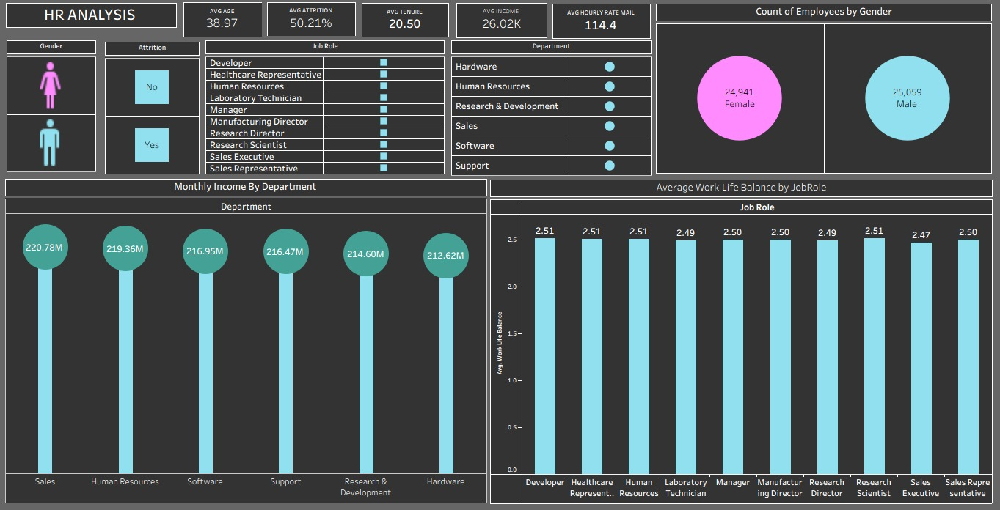 HR ANALYSIS
AVG AGE
38.97
AVG ATTRITION
50.21%
AVG TENURE
20.50
AVG INCOME
26.02K
AVG HOURLY RATE MAIL
114.4
Count of Employees by Gender
Gender
Attrition
No
Yes
Job Role
Developer
Healthcare Representative
Human Resources
Laboratory Technician
Manager
Manufacturing Director
Research Director
Research Scientist
Sales Executive
Sales Representative
Department
Hardware
Human Resources
Research & Development
Sales
Software
Support
24,941
Female
25,059
Male
Monthly Income By Department
Department
220.78M
219.36M
216.95M
216.47M
214.60M
212.62M
Sales
Human Resources
Software
Support
Research &
Development
Hardware
Average Work-Life Balance by JobRole
Job Role
Avg. Work Life Balance
2.5
2.0
1.5
1.0
0.5
0.0
2.51
2.51
2.51
2.49
2.50
2.50
2.49
2.51
2.47
2.50
Developer
Healthcare
Represent..
Human
Resources
Laboratory
Technician
Manager
Manufactur
ing Director
Research
Director
Research
Scientist
Sales
Executive
Sales Repre
sentative